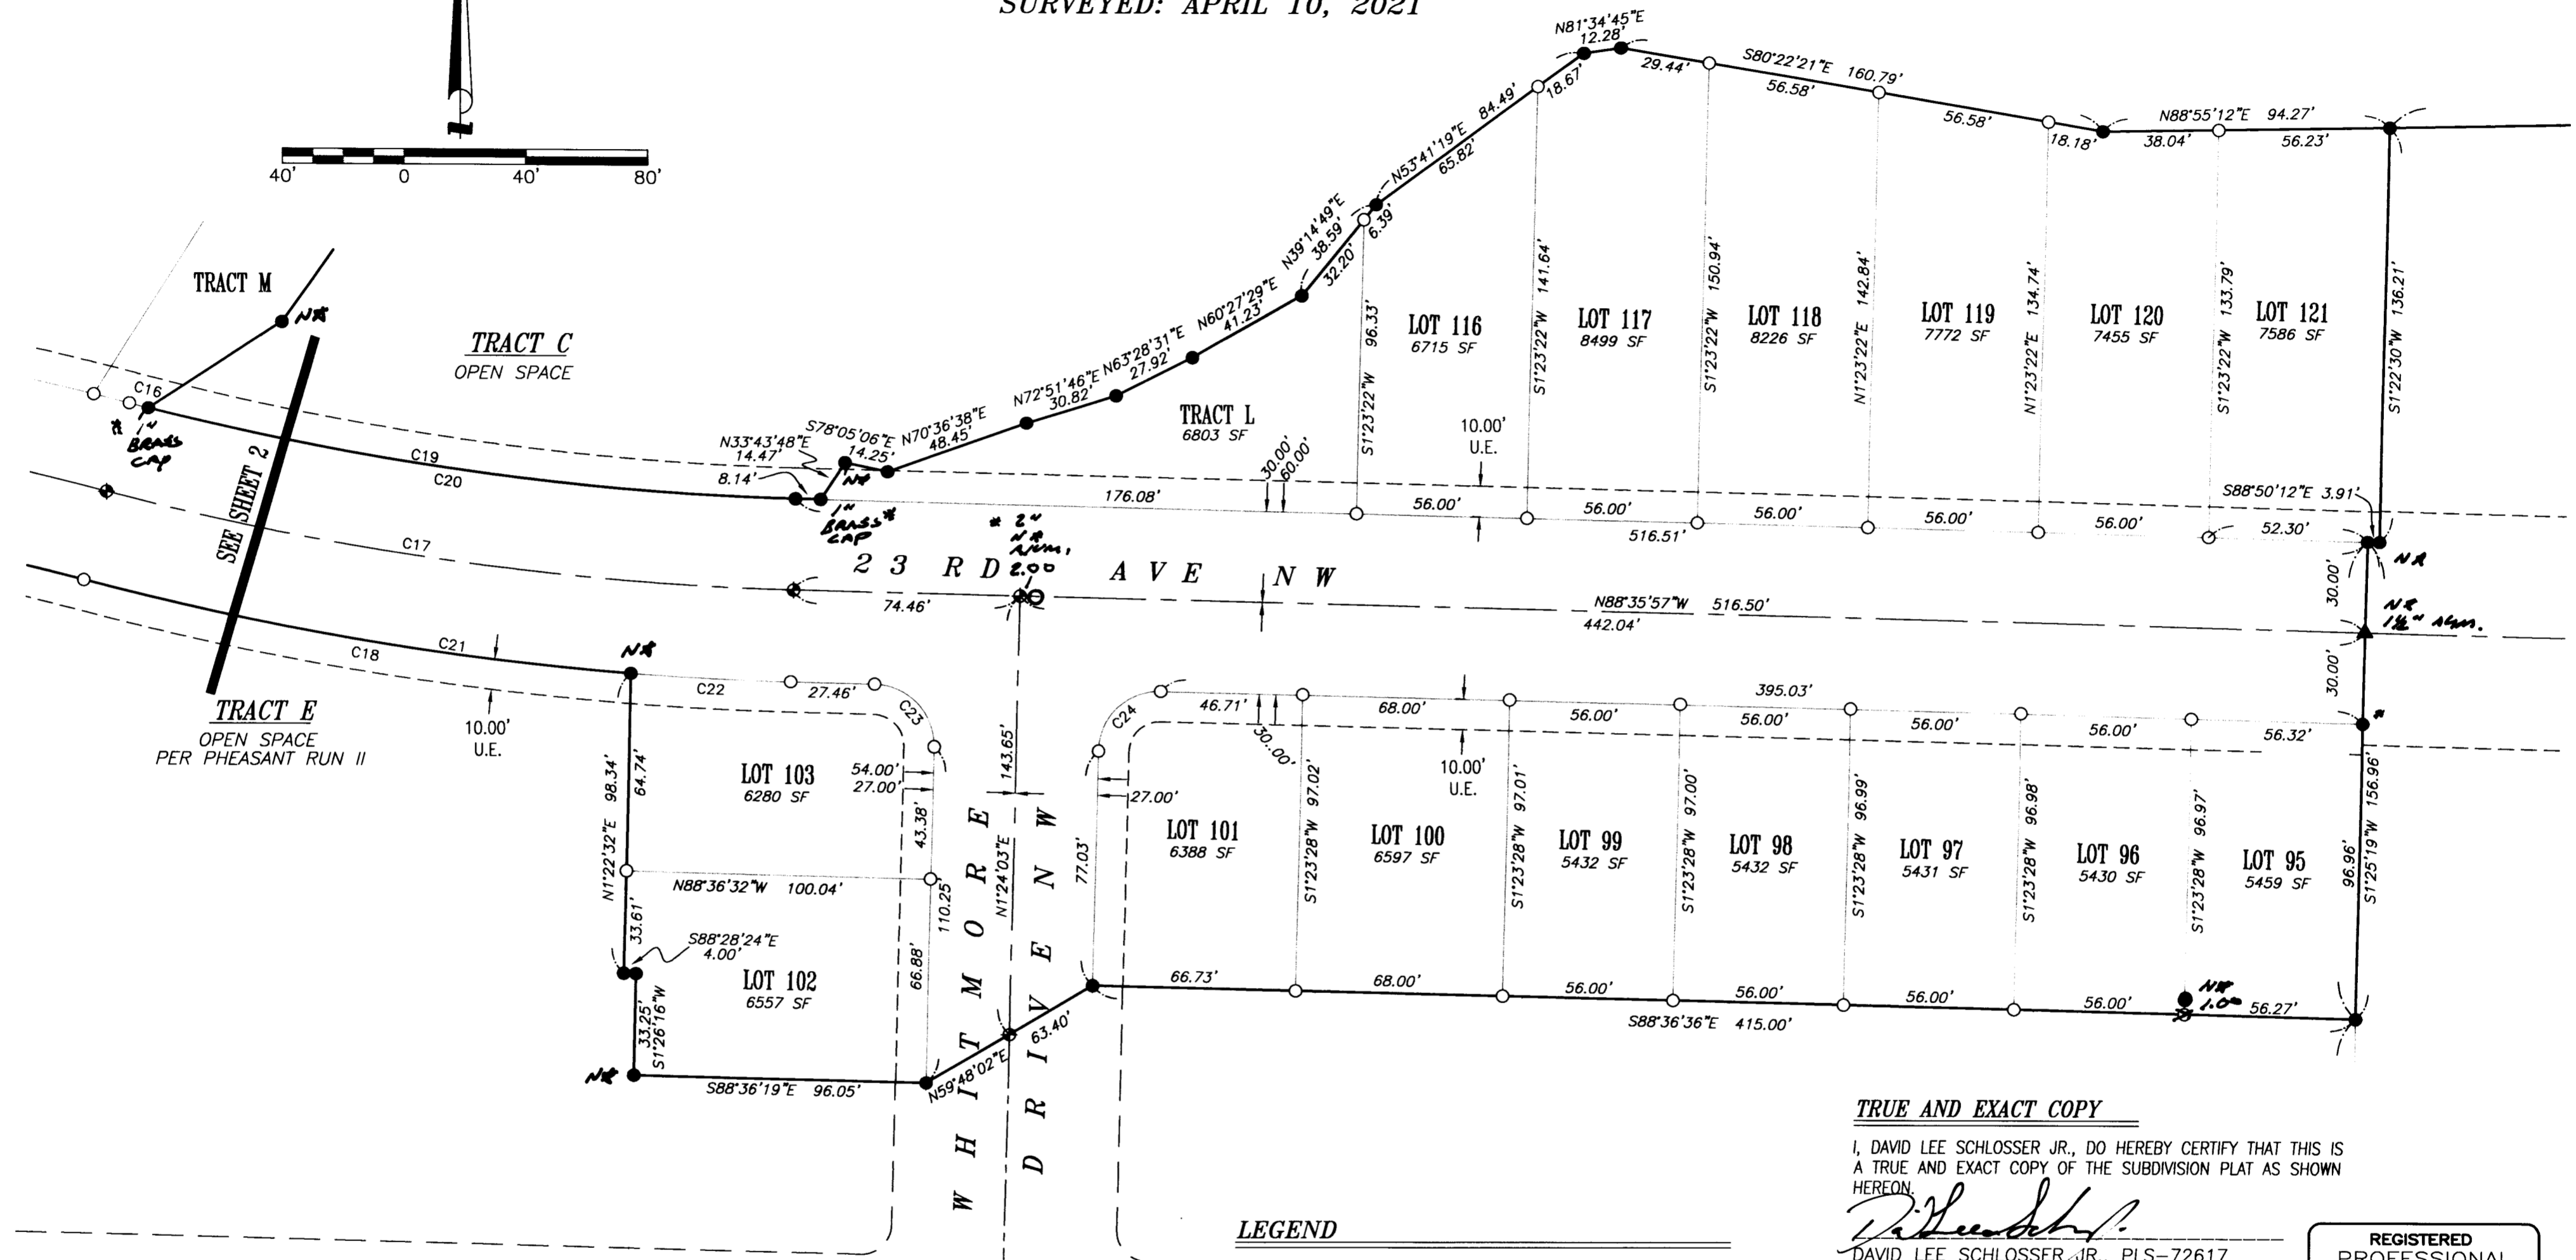 SURVEYED: APRIL 10, 2021
40'
0
40'
80'
N81°34'45"E
12.28'
29.44'
S80°22'21"E 160.79'
56.58'
56.58'
18.18'
N88°55'12"E 94.27'
38.04'
56.23'
18.67'
N53°41'19"E 84.49'
65.82'
6.39'
N39°14'49"E
38.59'
32.20'
N60°27'29"E
41.23'
N63°28'31"E
27.92'
N72°51'46"E
30.82'
N70°36'38"E
48.45'
S78°05'06"E
14.25'
N33°43'48"E
14.47'
8.14'
TRACT M
TRACT C
OPEN SPACE
C16
1"
BRASS
CAP
SEE SHEET 2
C19
C20
C17
C21
C18
TRACT L
6803 SF
30.00'
60.00'
176.08'
S1°23'22"W 96.33'
LOT 116
6715 SF
S1°23'22"W 141.64'
LOT 117
8499 SF
S1°23'22"W 150.94'
LOT 118
8226 SF
N1°23'22"E 142.84'
LOT 119
7772 SF
N1°23'22"E 134.74'
LOT 120
7455 SF
S1°23'22"W 133.79'
LOT 121
7586 SF
S1°22'30"W 136.21'
10.00'
U.E.
S88°50'12"E 3.91'
56.00'
56.00'
56.00'
56.00'
56.00'
52.30'
516.51'
1"
BRASS
CAP
2"
ALUM.
2.00
23RD AVE NW
74.46'
N88°35'57"W 516.50'
442.04'
30.00'
1½" ALUM.
30.00'
TRACT E
OPEN SPACE
PER PHEASANT RUN II
10.00'
U.E.
C22
27.46'
C23
C24
46.71'
68.00'
395.03'
56.00'
56.00'
56.00'
56.00'
56.32'
30.00'
10.00'
U.E.
N1°22'32"E 98.34'
64.74'
LOT 103
6280 SF
54.00'
27.00'
43.38'
143.65'
27.00'
77.03'
LOT 101
6388 SF
S1°23'28"W 97.02'
LOT 100
6597 SF
S1°23'28"W 97.01'
LOT 99
5432 SF
S1°23'28"W 97.00'
LOT 98
5432 SF
S1°23'28"W 96.99'
LOT 97
5431 SF
S1°23'28"W 96.98'
LOT 96
5430 SF
S1°23'28"W 96.97'
LOT 95
5459 SF
96.96'
S1°25'19"W 156.96'
N88°36'32"W 100.04'
110.25'
N1°24'03"E
WHITMORE
DRIVE NW
33.61'
S88°28'24"E
4.00'
LOT 102
6557 SF
66.88'
33.25'
S1°26'16"W
S88°36'19"E 96.05'
N59°48'02"E
63.40'
66.73'
68.00'
56.00'
56.00'
56.00'
56.00'
56.27'
1.00
S88°36'36"E 415.00'
TRUE AND EXACT COPY
I, DAVID LEE SCHLOSSER JR., DO HEREBY CERTIFY THAT THIS IS
A TRUE AND EXACT COPY OF THE SUBDIVISION PLAT AS SHOWN
HEREON.
DAVID LEE SCHLOSSER JR., PLS-72617
LEGEND
REGISTERED
PROFESSIONAL